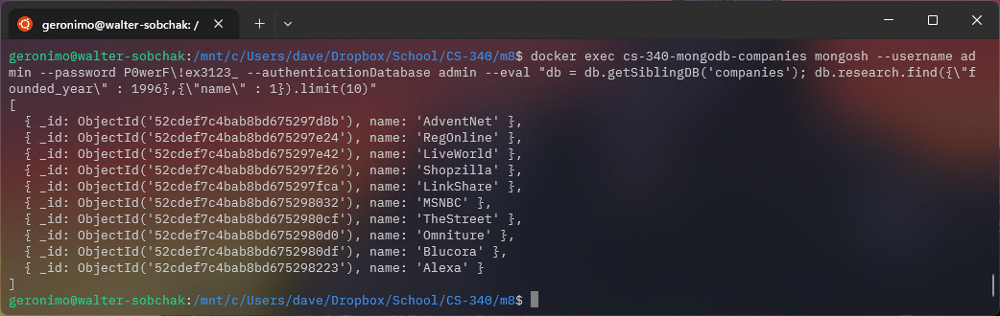 geronimo@walter-sobchak: /
geronimo@walter-sobchak:/mnt/c/Users/dave/Dropbox/School/CS-340/m8$ docker exec cs-340-mongodb-companies mongosh --username ad
min --password P0werF\!ex3123_ --authenticationDatabase admin --eval "db = db.getSiblingDB('companies'); db.research.find({\"f
ounded_year\" : 1996},{\"name\" : 1}).limit(10)"
[
  { _id: ObjectId('52cdef7c4bab8bd675297d8b'), name: 'AdventNet' },
  { _id: ObjectId('52cdef7c4bab8bd675297e24'), name: 'RegOnline' },
  { _id: ObjectId('52cdef7c4bab8bd675297e42'), name: 'LiveWorld' },
  { _id: ObjectId('52cdef7c4bab8bd675297f26'), name: 'Shopzilla' },
  { _id: ObjectId('52cdef7c4bab8bd675297fca'), name: 'LinkShare' },
  { _id: ObjectId('52cdef7c4bab8bd675298032'), name: 'MSNBC' },
  { _id: ObjectId('52cdef7c4bab8bd6752980cf'), name: 'TheStreet' },
  { _id: ObjectId('52cdef7c4bab8bd6752980d0'), name: 'Omniture' },
  { _id: ObjectId('52cdef7c4bab8bd6752980df'), name: 'Blucora' },
  { _id: ObjectId('52cdef7c4bab8bd675298223'), name: 'Alexa' }
]
geronimo@walter-sobchak:/mnt/c/Users/dave/Dropbox/School/CS-340/m8$